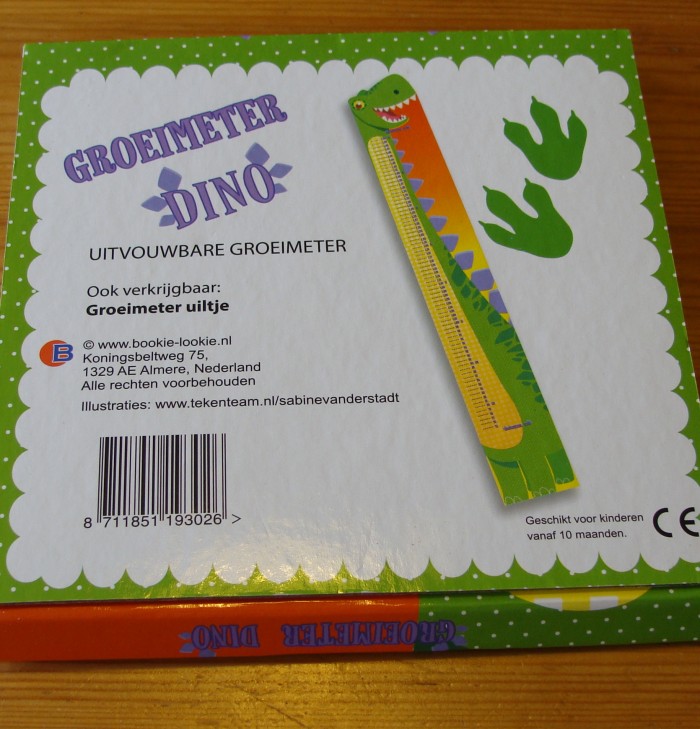 GROEIMETER
DINO
UITVOUWBARE GROEIMETER
Ook verkrijgbaar:
Groeimeter uiltje
B
© www.bookie-lookie.nl
Koningsbeltweg 75,
1329 AE Almere, Nederland
Alle rechten voorbehouden
Illustraties: www.tekenteam.nl/sabinevanderstadt
8 711851 193026 >
Geschikt voor kinderen
vanaf 10 maanden.
CE
GROEIMETER DINO